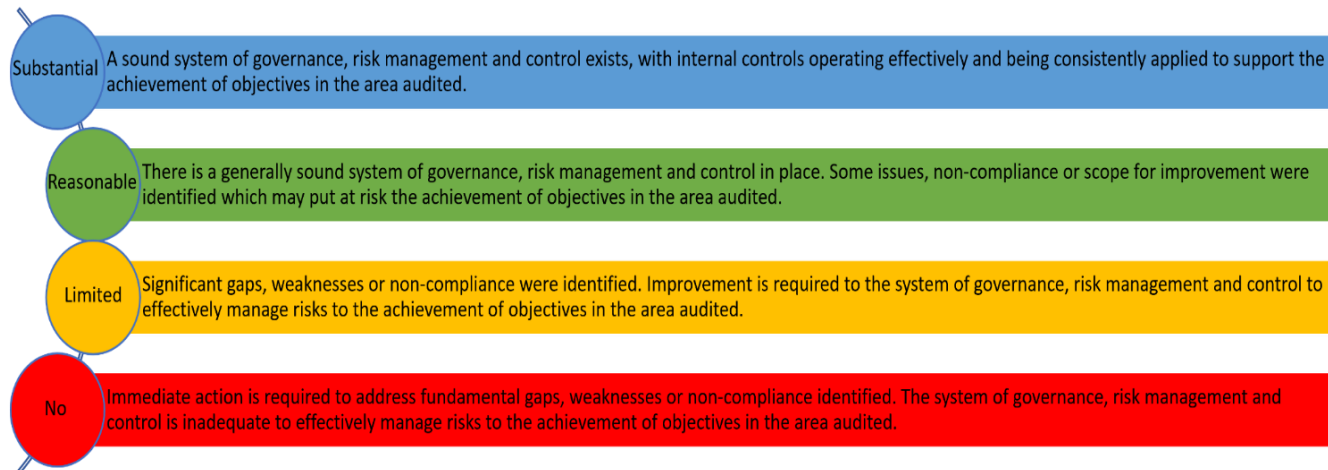 Substantial
A sound system of governance, risk management and control exists, with internal controls operating effectively and being consistently applied to support the
achievement of objectives in the area audited.
Reasonable
There is a generally sound system of governance, risk management and control in place. Some issues, non-compliance or scope for improvement were
identified which may put at risk the achievement of objectives in the area audited.
Limited
Significant gaps, weaknesses or non-compliance were identified. Improvement is required to the system of governance, risk management and control to
effectively manage risks to the achievement of objectives in the area audited.
No
Immediate action is required to address fundamental gaps, weaknesses or non-compliance identified. The system of governance, risk management and
control is inadequate to effectively manage risks to the achievement of objectives in the area audited.